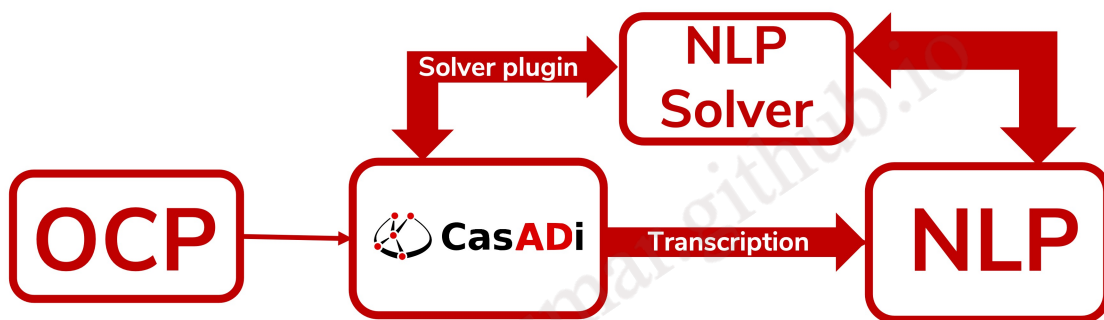 NLP
Solver
Solver plugin
OCP
CasADi
Transcription
NLP